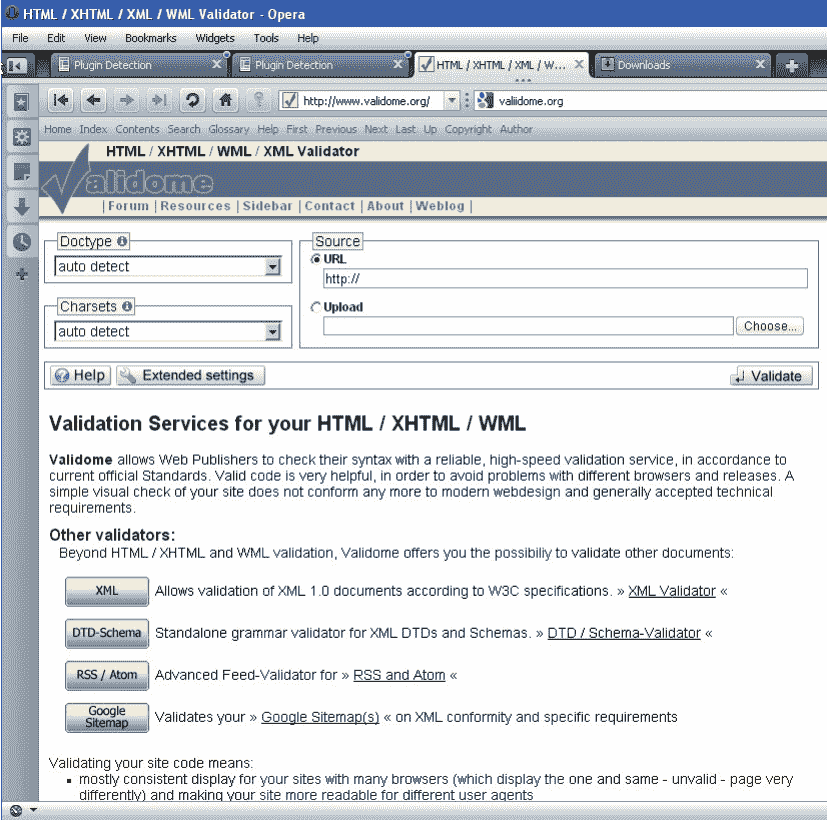 HTML / XHTML / XML / WML Validator - Opera
File Edit View Bookmarks Widgets Tools Help
Plugin Detection Plugin Detection HTML / XHTML / XML / W... Downloads
http://www.validome.org/ validome.org
Home Index Contents Search Glossary Help First Previous Next Last Up Copyright Author
HTML / XHTML / WML / XML Validator
Validome
| Forum | Resources | Sidebar | Contact | About | Weblog |
Doctype
auto detect
Charsets
auto detect
Source
URL
http://
Upload
Choose...
Help Extended settings Validate
Validation Services for your HTML / XHTML / WML
Validome allows Web Publishers to check their syntax with a reliable, high-speed validation service, in accordance to
current official Standards. Valid code is very helpful, in order to avoid problems with different browsers and releases. A
simple visual check of your site does not conform any more to modern webdesign and generally accepted technical
requirements.
Other validators:
Beyond HTML / XHTML and WML validation, Validome offers you the possibiliy to validate other documents:
XML Allows validation of XML 1.0 documents according to W3C specifications. » XML Validator «
DTD-Schema Standalone grammar validator for XML DTDs and Schemas. » DTD / Schema-Validator «
RSS / Atom Advanced Feed-Validator for » RSS and Atom «
Google Sitemap Validates your » Google Sitemap(s) « on XML conformity and specific requirements
Validating your site code means:
▪ mostly consistent display for your sites with many browsers (which display the one and same - unvalid - page very
differently) and making your site more readable for different user agents